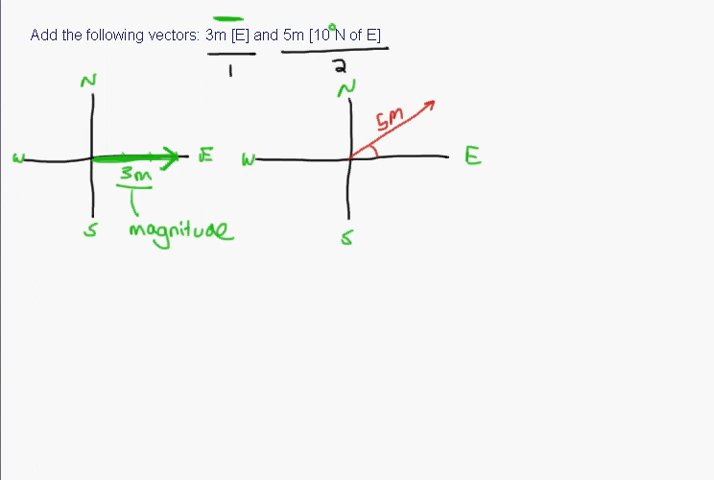 Add the following vectors: 3m [E] and 5m [10°N of E]
1 2
N N
5m
W E W E
3m
S magnitude S